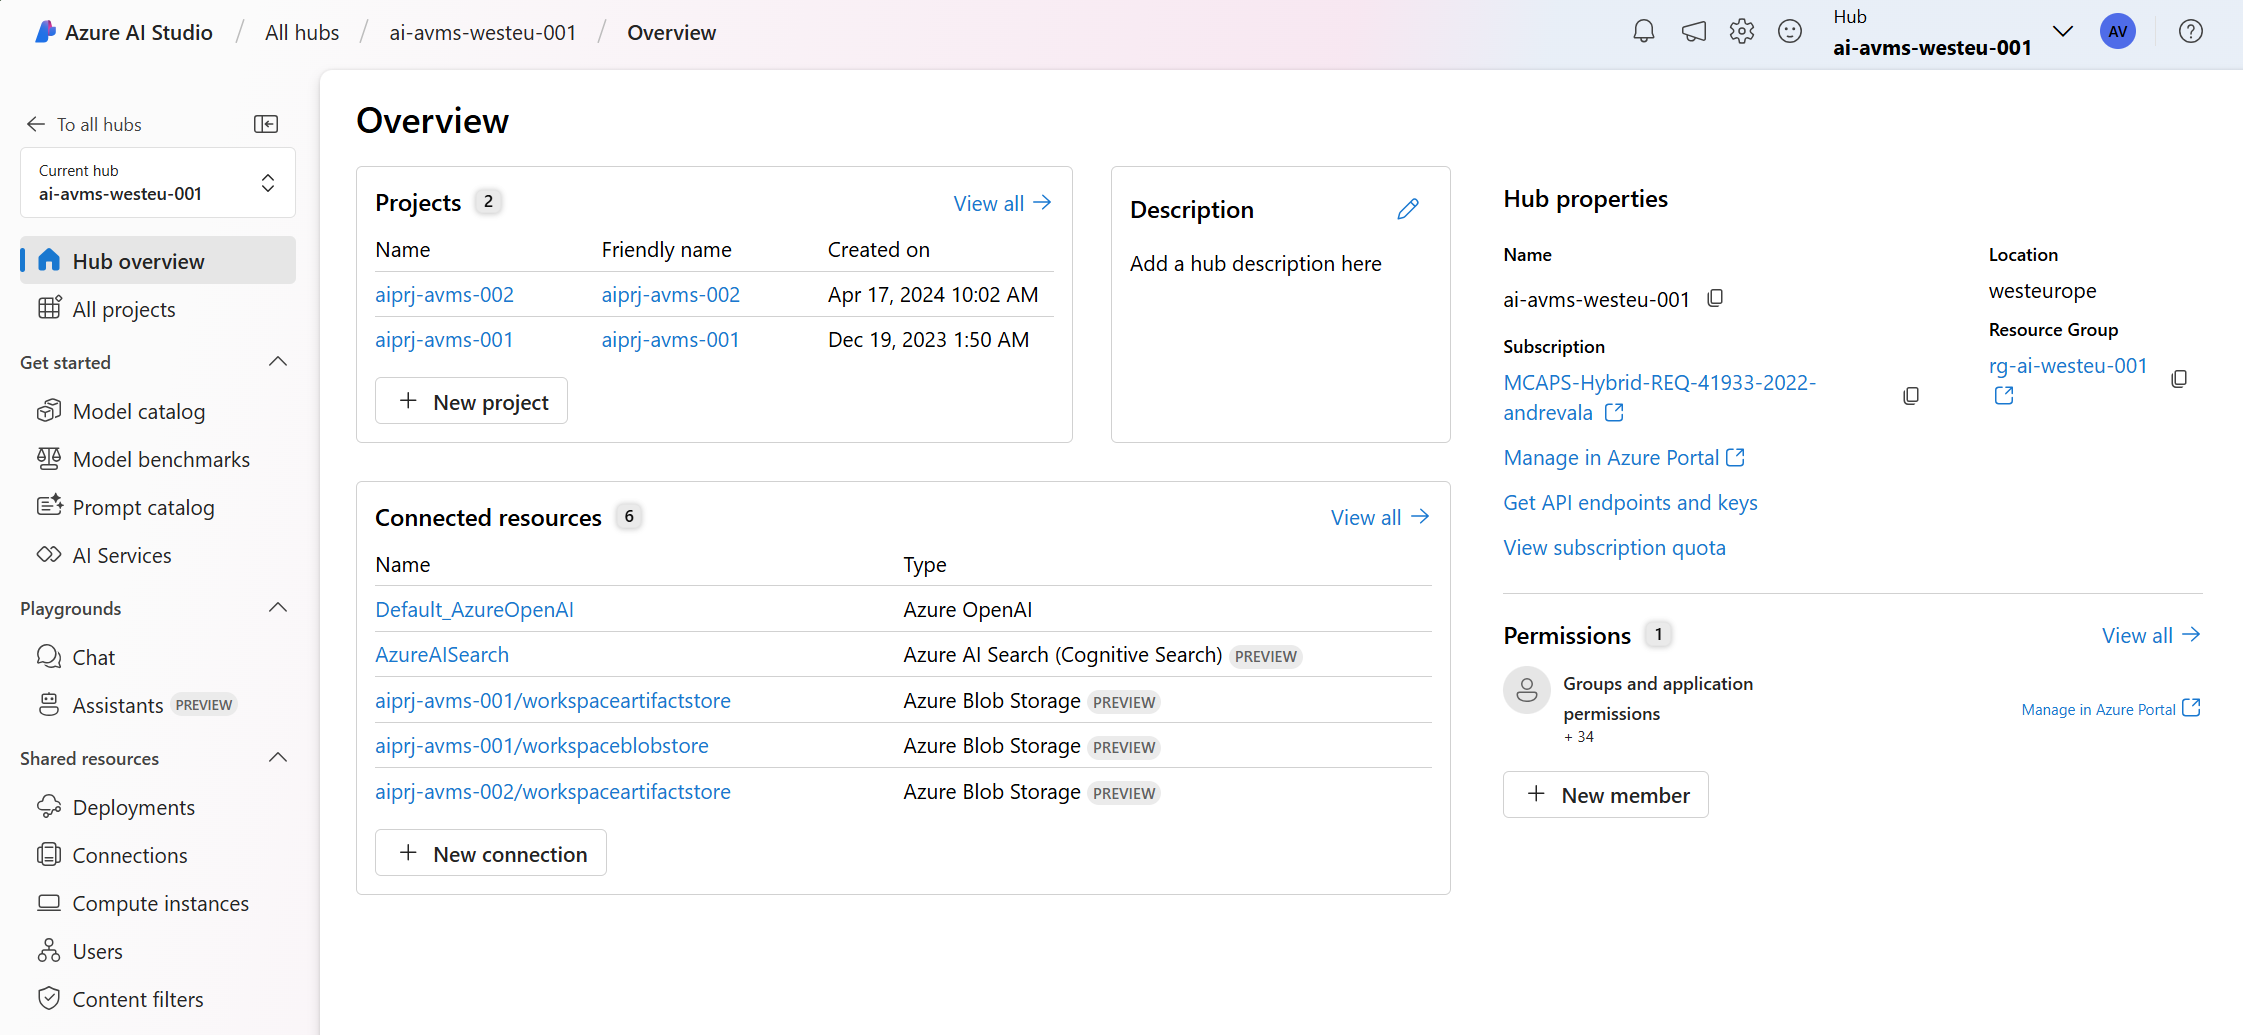 Azure AI Studio / All hubs / ai-avms-westeu-001 / Overview
Hub
ai-avms-westeu-001
AV
To all hubs
Current hub
ai-avms-westeu-001
Hub overview
All projects
Get started
Model catalog
Model benchmarks
Prompt catalog
AI Services
Playgrounds
Chat
Assistants PREVIEW
Shared resources
Deployments
Connections
Compute instances
Users
Content filters
Overview
Projects 2 View all
Name Friendly name Created on
aiprj-avms-002 aiprj-avms-002 Apr 17, 2024 10:02 AM
aiprj-avms-001 aiprj-avms-001 Dec 19, 2023 1:50 AM
+ New project
Description
Add a hub description here
Connected resources 6 View all
Name Type
Default_AzureOpenAI Azure OpenAI
AzureAISearch Azure AI Search (Cognitive Search) PREVIEW
aiprj-avms-001/workspaceartifactstore Azure Blob Storage PREVIEW
aiprj-avms-001/workspaceblobstore Azure Blob Storage PREVIEW
aiprj-avms-002/workspaceartifactstore Azure Blob Storage PREVIEW
+ New connection
Hub properties
Name
ai-avms-westeu-001
Subscription
MCAPS-Hybrid-REQ-41933-2022-
andrevala
Location
westeurope
Resource Group
rg-ai-westeu-001
Manage in Azure Portal
Get API endpoints and keys
View subscription quota
Permissions 1 View all
Groups and application
permissions
+ 34
Manage in Azure Portal
+ New member